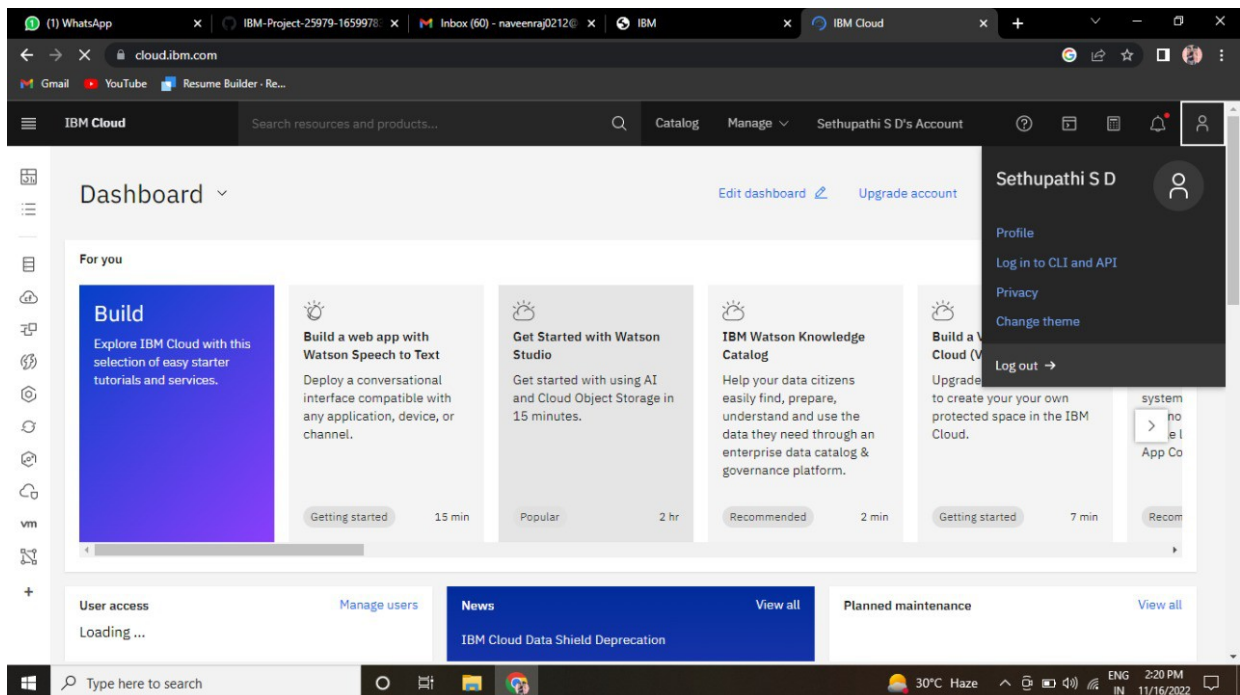 (1) WhatsApp
IBM-Project-25979-1659978
Inbox (60) - naveenraj0212@
IBM
IBM Cloud
cloud.ibm.com
Gmail
YouTube
Resume Builder - Re...
IBM Cloud
Search resources and products...
Catalog
Manage
Sethupathi S D's Account
Sethupathi S D
Profile
Log in to CLI and API
Privacy
Change theme
Log out →
Dashboard
Edit dashboard
Upgrade account
For you
Build
Explore IBM Cloud with this
selection of easy starter
tutorials and services.
Build a web app with
Watson Speech to Text
Deploy a conversational
interface compatible with
any application, device, or
channel.
Getting started
15 min
Get Started with Watson
Studio
Get started with using AI
and Cloud Object Storage in
15 minutes.
Popular
2 hr
IBM Watson Knowledge
Catalog
Help your data citizens
easily find, prepare,
understand and use the
data they need through an
enterprise data catalog &
governance platform.
Recommended
2 min
Build a
Cloud (V
Upgrade
to create your your own
protected space in the IBM
Cloud.
Getting started
7 min
system
App Co
Recom
vm
User access
Manage users
Loading ...
News
View all
IBM Cloud Data Shield Deprecation
Planned maintenance
View all
Type here to search
30°C Haze
ENG
IN
2:20 PM
11/16/2022